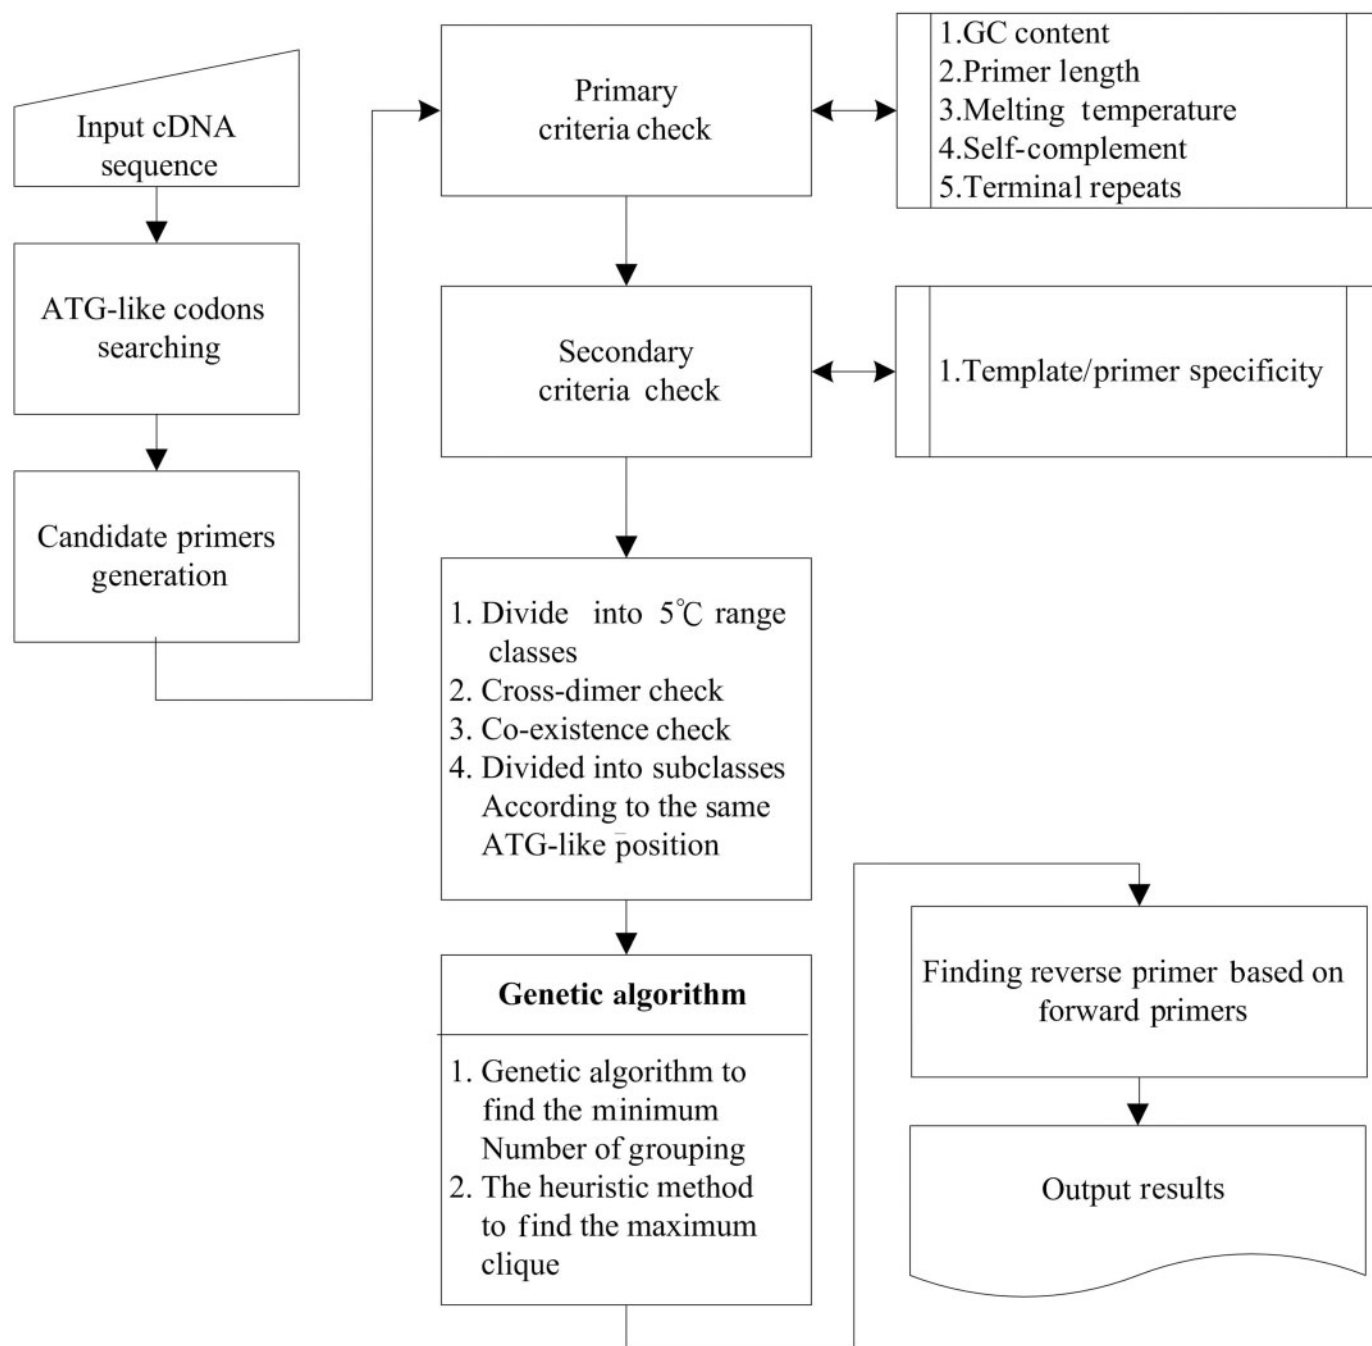 Input cDNA
sequence
ATG-like codons
searching
Candidate primers
generation
Primary
criteria check
1.GC content
2.Primer length
3.Melting temperature
4.Self-complement
5.Terminal repeats
Secondary
criteria check
1.Template/primer specificity
1. Divide into 5℃ range
classes
2. Cross-dimer check
3. Co-existence check
4. Divided into subclasses
According to the same
ATG-like position
Genetic algorithm
1. Genetic algorithm to
find the minimum
Number of grouping
2. The heuristic method
to find the maximum
clique
Finding reverse primer based on
forward primers
Output results